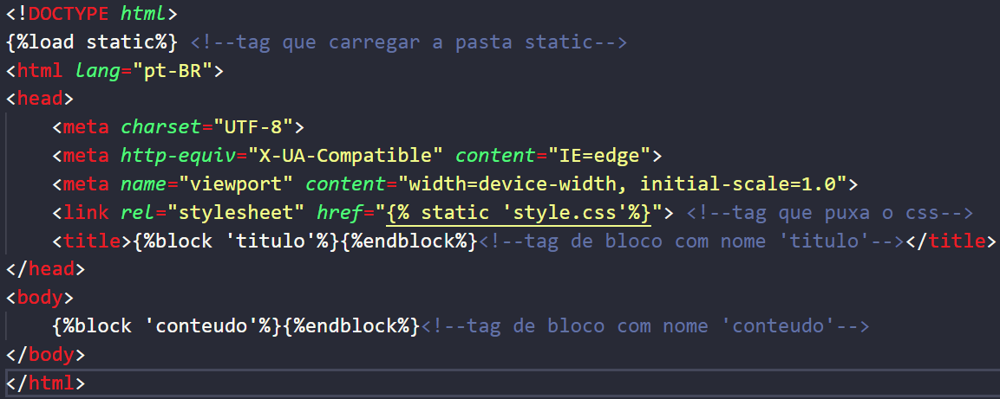 <!DOCTYPE html>
{%load static%} <!--tag que carregar a pasta static-->
<html lang="pt-BR">
<head>
    <meta charset="UTF-8">
    <meta http-equiv="X-UA-Compatible" content="IE=edge">
    <meta name="viewport" content="width=device-width, initial-scale=1.0">
    <link rel="stylesheet" href="{% static 'style.css'%}"> <!--tag que puxa o css-->
    <title>{%block 'titulo'%}{%endblock%}<!--tag de bloco com nome 'titulo'--></title>
</head>
<body>
    {%block 'conteudo'%}{%endblock%}<!--tag de bloco com nome 'conteudo'-->
</body>
</html>